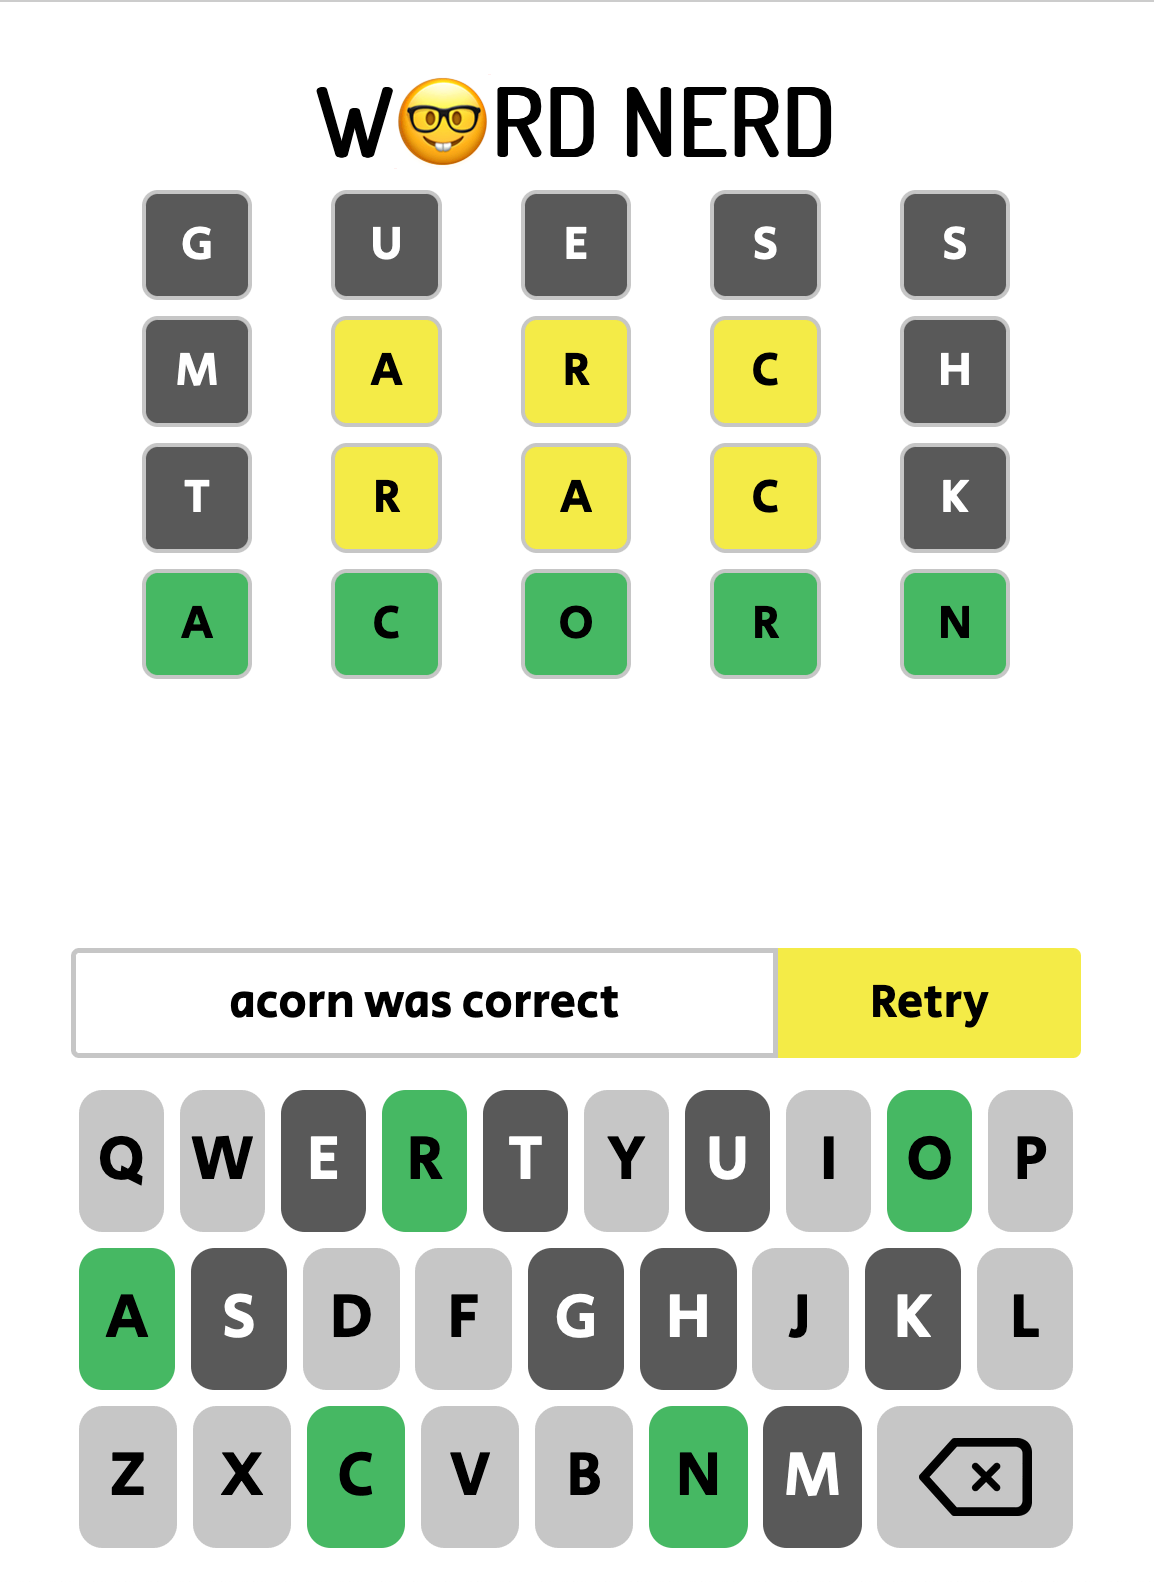 W🤓RD NERD
G U E S S
M A R C H
T R A C K
A C O R N
acorn was correct Retry
Q W E R T Y U I O P
A S D F G H J K L
Z X C V B N M